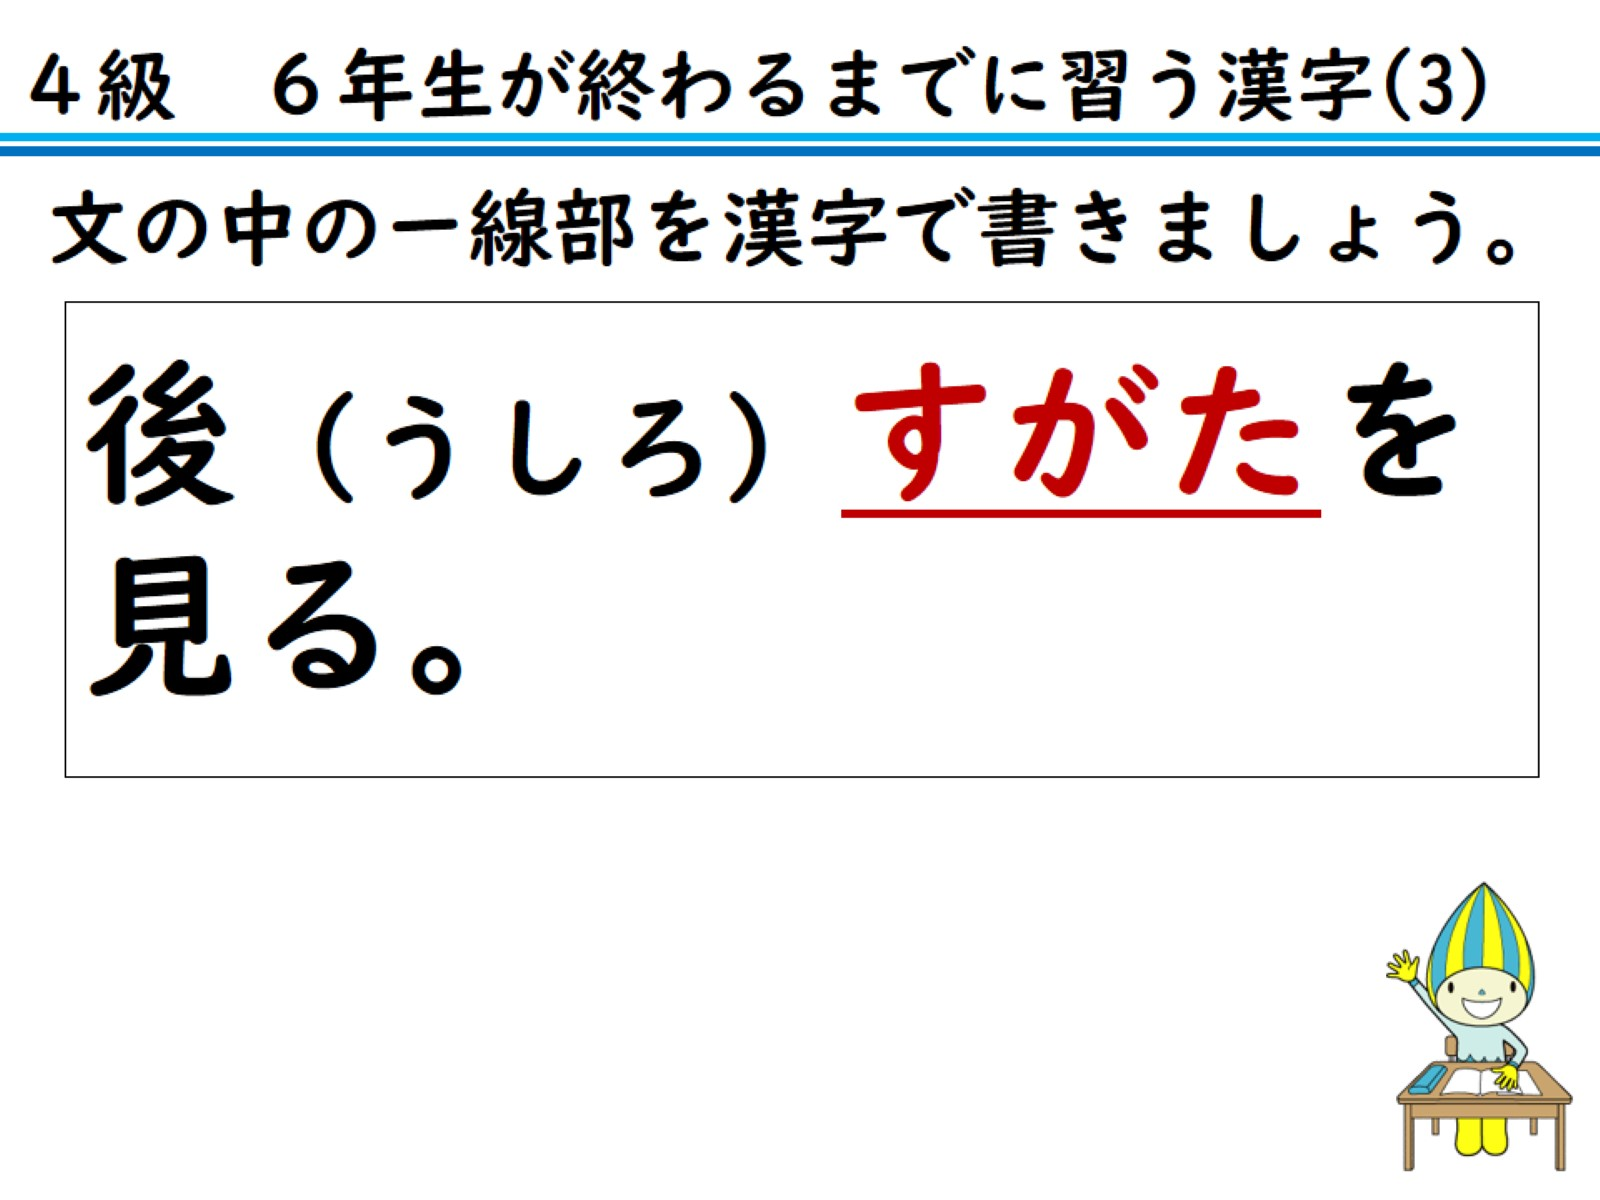 ４級　６年生が終わるまでに習う漢字(3)
文の中の一線部を漢字で書きましょう。
後（うしろ）すがたを
見る。